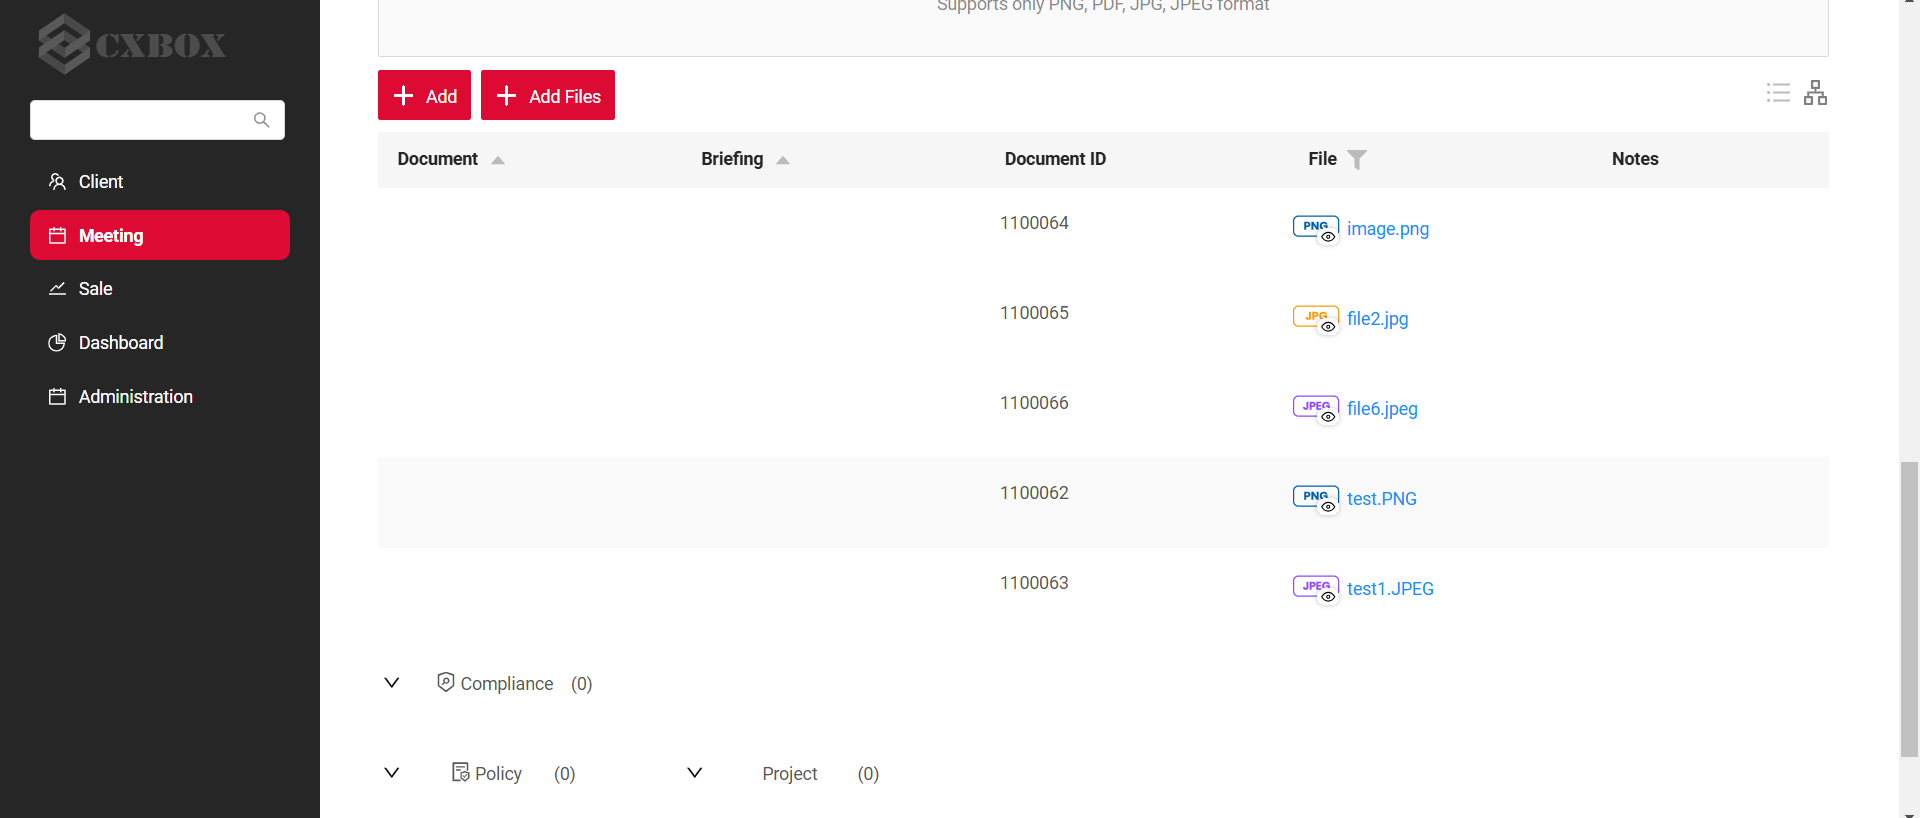 Supports only PNG, PDF, JPG, JPEG format
CXBOX
Add
Add Files
Client
Meeting
Sale
Dashboard
Administration
Document Briefing Document ID File Notes
1100064 PNG image.png
1100065 JPG file2.jpg
1100066 JPEG file6.jpeg
1100062 PNG test.PNG
1100063 JPEG test1.JPEG
Compliance (0)
Policy (0) Project (0)